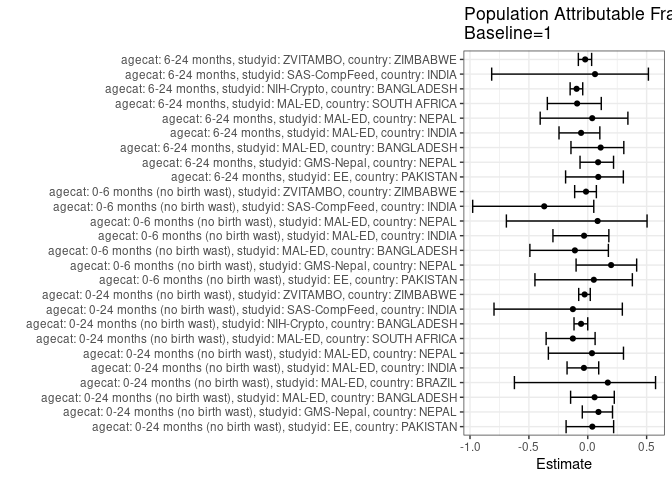 Population Attributable Fra
Baseline=1
agecat: 6-24 months, studyid: ZVITAMBO, country: ZIMBABWE
agecat: 6-24 months, studyid: SAS-CompFeed, country: INDIA
agecat: 6-24 months, studyid: NIH-Crypto, country: BANGLADESH
agecat: 6-24 months, studyid: MAL-ED, country: SOUTH AFRICA
agecat: 6-24 months, studyid: MAL-ED, country: NEPAL
agecat: 6-24 months, studyid: MAL-ED, country: INDIA
agecat: 6-24 months, studyid: MAL-ED, country: BANGLADESH
agecat: 6-24 months, studyid: GMS-Nepal, country: NEPAL
agecat: 6-24 months, studyid: EE, country: PAKISTAN
agecat: 0-6 months (no birth wast), studyid: ZVITAMBO, country: ZIMBABWE
agecat: 0-6 months (no birth wast), studyid: SAS-CompFeed, country: INDIA
agecat: 0-6 months (no birth wast), studyid: MAL-ED, country: NEPAL
agecat: 0-6 months (no birth wast), studyid: MAL-ED, country: INDIA
agecat: 0-6 months (no birth wast), studyid: MAL-ED, country: BANGLADESH
agecat: 0-6 months (no birth wast), studyid: GMS-Nepal, country: NEPAL
agecat: 0-6 months (no birth wast), studyid: EE, country: PAKISTAN
agecat: 0-24 months (no birth wast), studyid: ZVITAMBO, country: ZIMBABWE
agecat: 0-24 months (no birth wast), studyid: SAS-CompFeed, country: INDIA
agecat: 0-24 months (no birth wast), studyid: NIH-Crypto, country: BANGLADESH
agecat: 0-24 months (no birth wast), studyid: MAL-ED, country: SOUTH AFRICA
agecat: 0-24 months (no birth wast), studyid: MAL-ED, country: NEPAL
agecat: 0-24 months (no birth wast), studyid: MAL-ED, country: INDIA
agecat: 0-24 months (no birth wast), studyid: MAL-ED, country: BRAZIL
agecat: 0-24 months (no birth wast), studyid: MAL-ED, country: BANGLADESH
agecat: 0-24 months (no birth wast), studyid: GMS-Nepal, country: NEPAL
agecat: 0-24 months (no birth wast), studyid: EE, country: PAKISTAN
-1.0 -0.5 0.0 0.5
Estimate